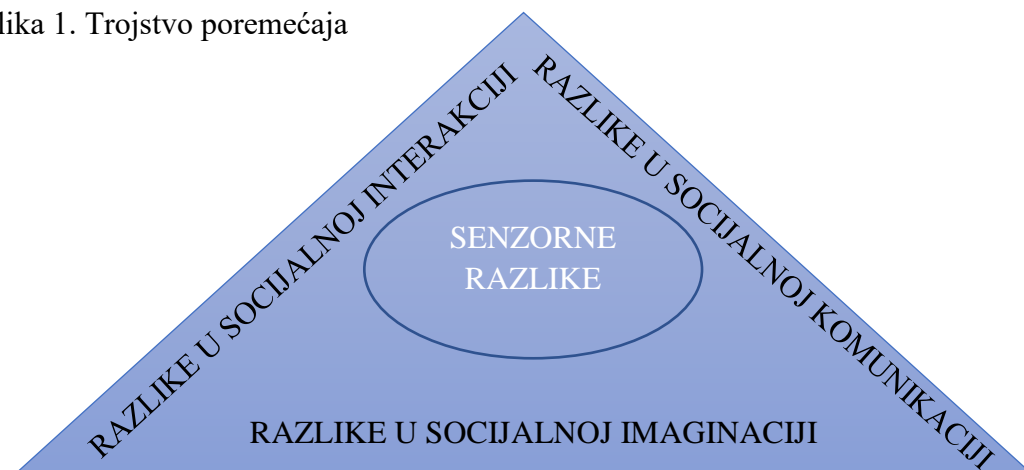 lika 1. Trojstvo poremećaja
RAZLIKE U SOCIJALNOJ INTERAKCIJI
RAZLIKE U SOCIJALNOJ KOMUNIKACIJI
SENZORNE
RAZLIKE
RAZLIKE U SOCIJALNOJ IMAGINACIJI